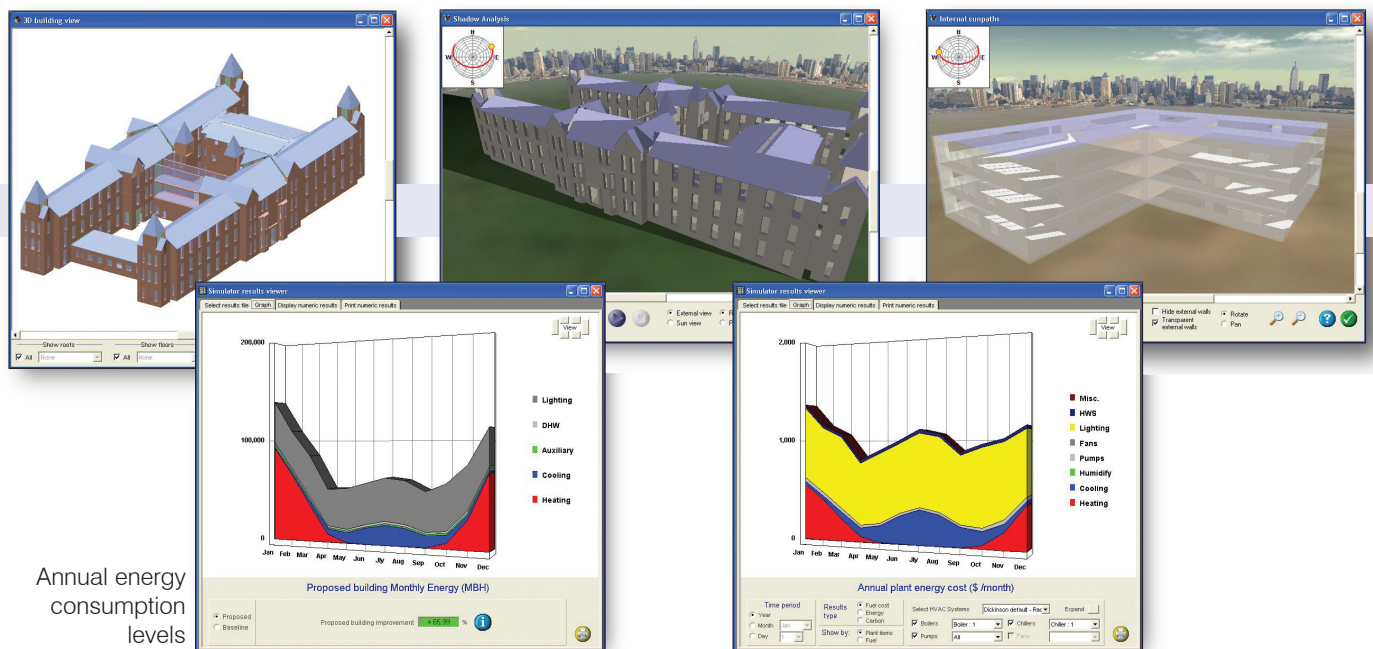 3D building view
Show roofs
Show floors
All
None
All
None
Shadow Analysis
N
W
E
S
External view
Sun view
Internal sunpaths
N
W
E
S
Hide external walls
Transparent
external walls
Rotate
Pan
Simulator results viewer
Select results file
Graph
Display numeric results
Print numeric results
View
200,000
100,000
0
Jan
Feb
Mar
Apr
May
Jun
Jly
Aug
Sep
Oct
Nov
Dec
Lighting
DHW
Auxiliary
Cooling
Heating
Proposed building Monthly Energy (MBH)
Proposed
Baseline
Proposed building improvement
+ 65.99
%
Simulator results viewer
Select results file
Graph
Display numeric results
Print numeric results
View
2,000
1,000
0
Jan
Feb
Mar
Apr
May
Jun
Jly
Aug
Sep
Oct
Nov
Dec
Misc.
HWS
Lighting
Fans
Pumps
Humidify
Cooling
Heating
Annual plant energy cost ($ /month)
Time period
Year
Month
Jan
Day
Results
type
Fuel cost
Energy
Carbon
Show by:
Plant items
Fuel
Select HVAC Systems
Dickinson default - Rac
Expand
Boilers
Boiler : 1
Chillers
Chiller : 1
Pumps
All
Fans
Annual energy
consumption
levels